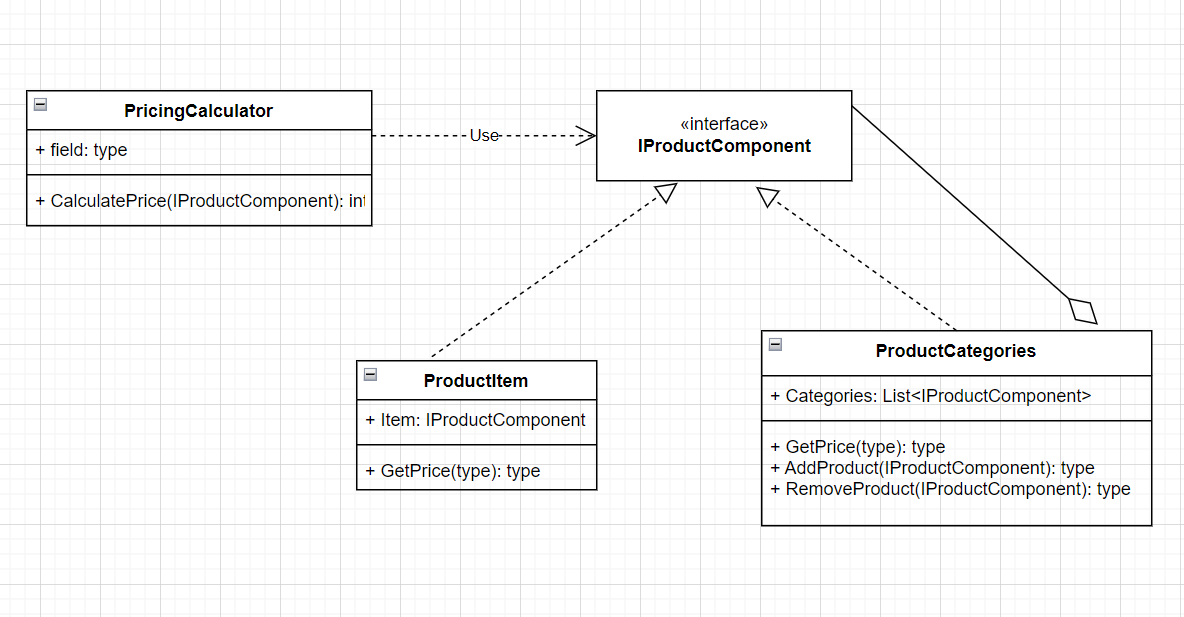 PricingCalculator
+ field: type
+ CalculatePrice(IProductComponent): int
Use
«interface»
IProductComponent
ProductItem
+ Item: IProductComponent
+ GetPrice(type): type
ProductCategories
+ Categories: List<IProductComponent>
+ GetPrice(type): type
+ AddProduct(IProductComponent): type
+ RemoveProduct(IProductComponent): type